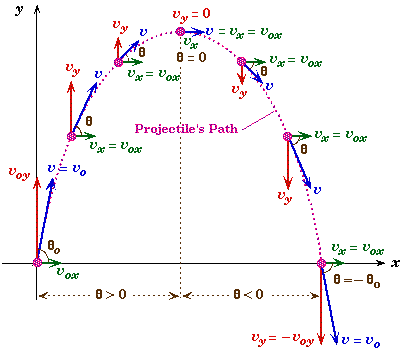 y
v_y = 0
v_x v = v_x = v_ox
θ = 0
v_y v θ
v_x = v_ox
v_x = v_ox
v_y θ v
v_y v
θ
v_x = v_ox
Projectile's Path
v_x = v_ox
θ
v_y v
v_oy v = v_o
θ_o
v_ox
v_x = v_ox
x
θ = −θ_o
θ > 0 θ < 0
v_y = −v_oy v = v_o